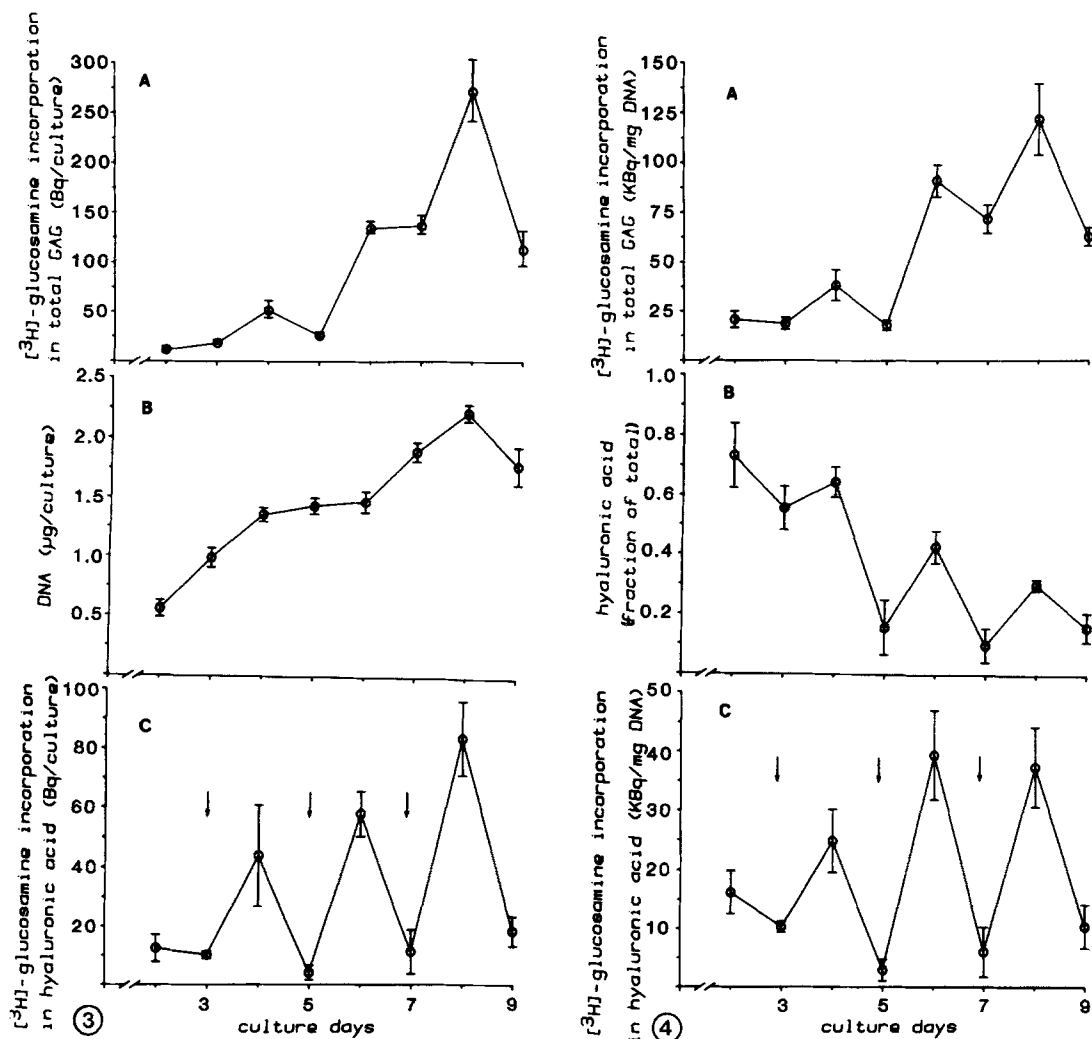 [³H]-glucosamine incorporation
in total GAG (Bq/culture)
300
250
200
150
100
50
A
DNA (µg/culture)
2.5
2.0
1.5
1.0
0.5
B
[³H]-glucosamine incorporation
in hyaluronic acid (Bq/culture)
100
80
60
40
20
C
3
5
7
9
culture days
3
[³H]-glucosamine incorporation
in total GAG (KBq/mg DNA)
150
125
100
75
50
25
A
hyaluronic acid
(fraction of total)
1.0
0.8
0.6
0.4
0.2
B
[³H]-glucosamine incorporation
in hyaluronic acid (KBq/mg DNA)
50
40
30
20
10
C
3
5
7
9
culture days
4